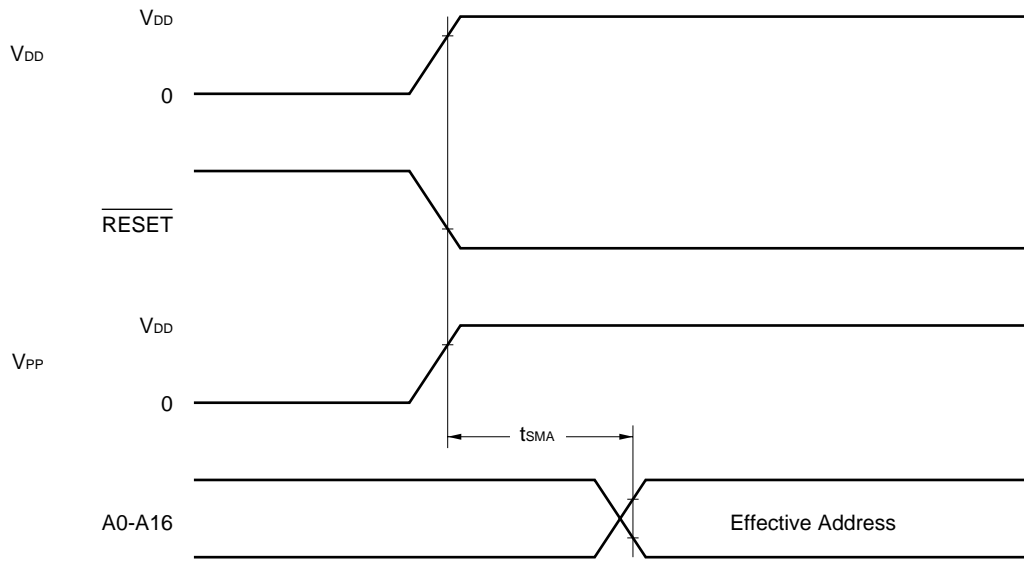 VDD
VDD
0
RESET
VDD
VPP
0
tSMA
A0-A16
Effective Address